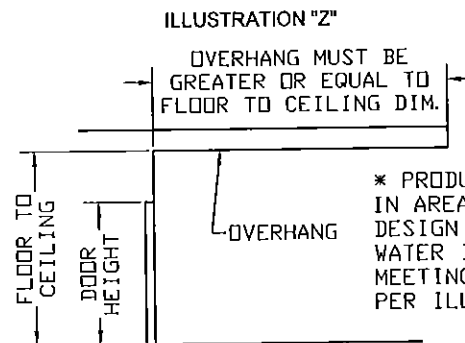 ILLUSTRATION "Z"
OVERHANG MUST BE
GREATER OR EQUAL TO
FLOOR TO CEILING DIM.
FLOOR TO
CEILING
DOOR
HEIGHT
OVERHANG
* PRODU
IN AREA
DESIGN
WATER
MEETING
PER ILL